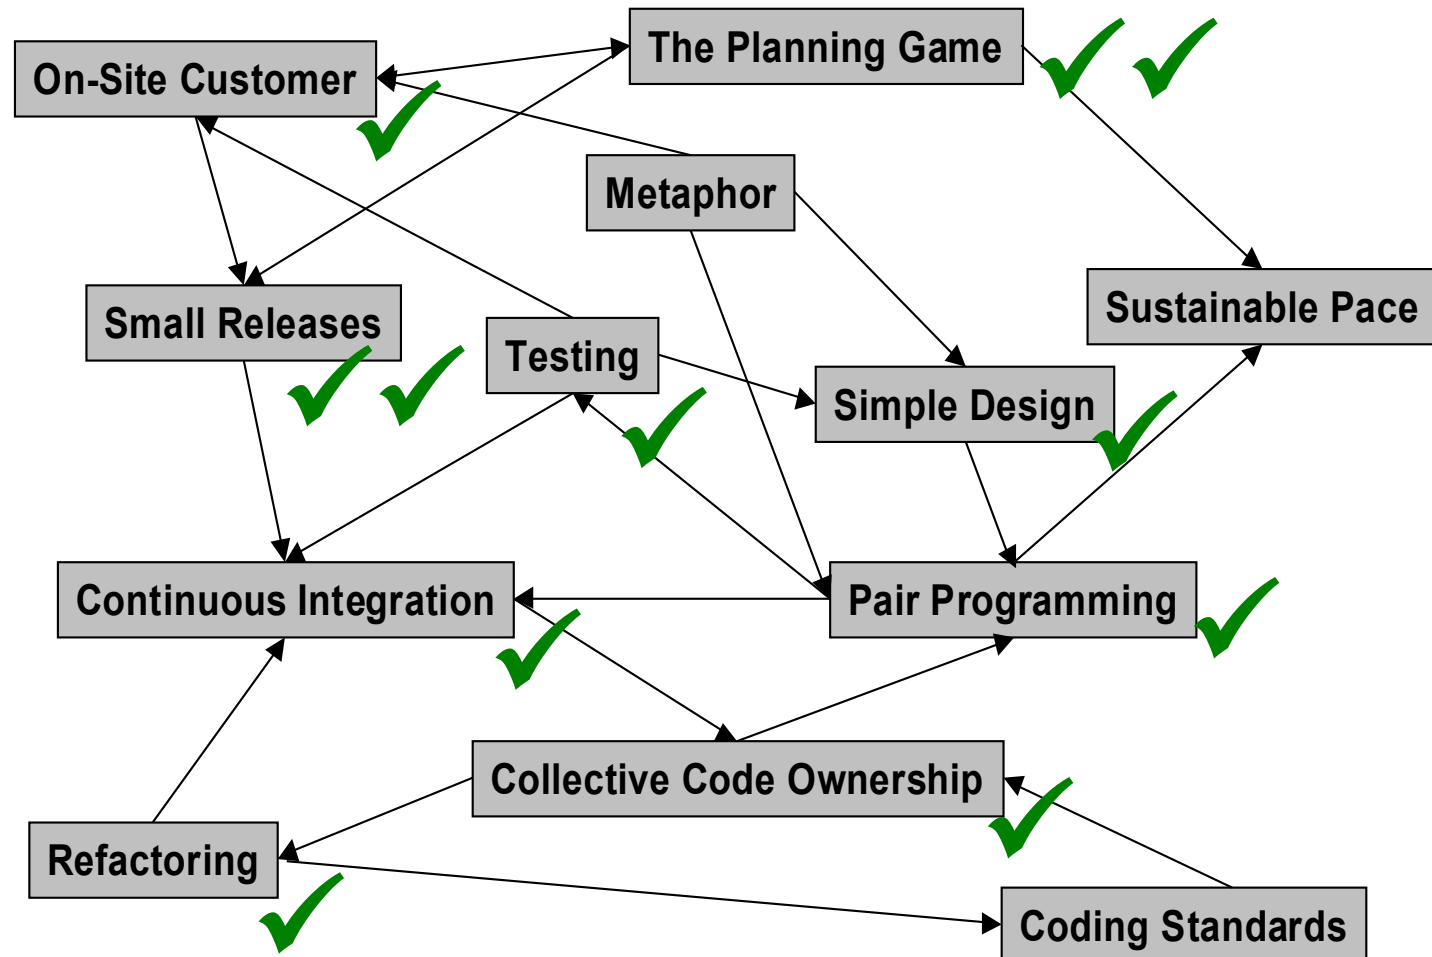 The Planning Game
On-Site Customer
Metaphor
Sustainable Pace
Small Releases
Testing
Simple Design
Continuous Integration
Pair Programming
Collective Code Ownership
Refactoring
Coding Standards